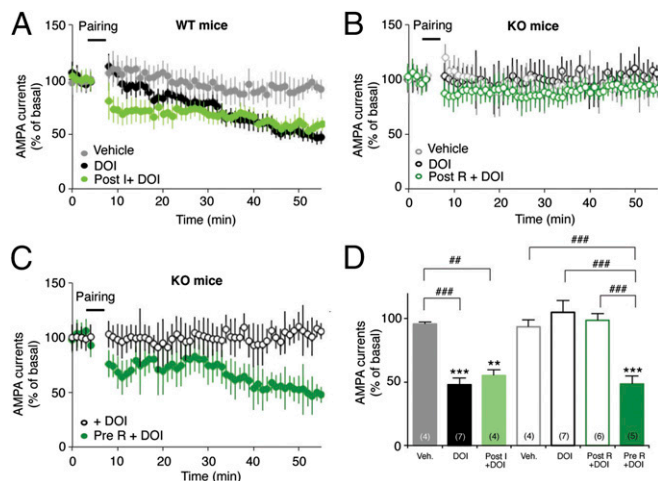 A
Pairing
WT mice
AMPA currents
(% of basal)
150
100
50
0
Vehicle
DOI
Post I+ DOI
0 10 20 30 40 50
Time (min)
B
Pairing
KO mice
AMPA currents
(% of basal)
150
100
50
0
Vehicle
DOI
Post R + DOI
0 10 20 30 40 50
Time (min)
C
Pairing
KO mice
AMPA currents
(% of basal)
150
100
50
0
+ DOI
Pre R + DOI
0 10 20 30 40 50
Time (min)
D
###
##
###
###
###
AMPA currents
(% of basal)
100
50
0
*** ** ***
(4) (7) (4) (4) (7) (6) (5)
Veh. DOI Post I +DOI Veh. DOI Post R +DOI Pre R +DOI